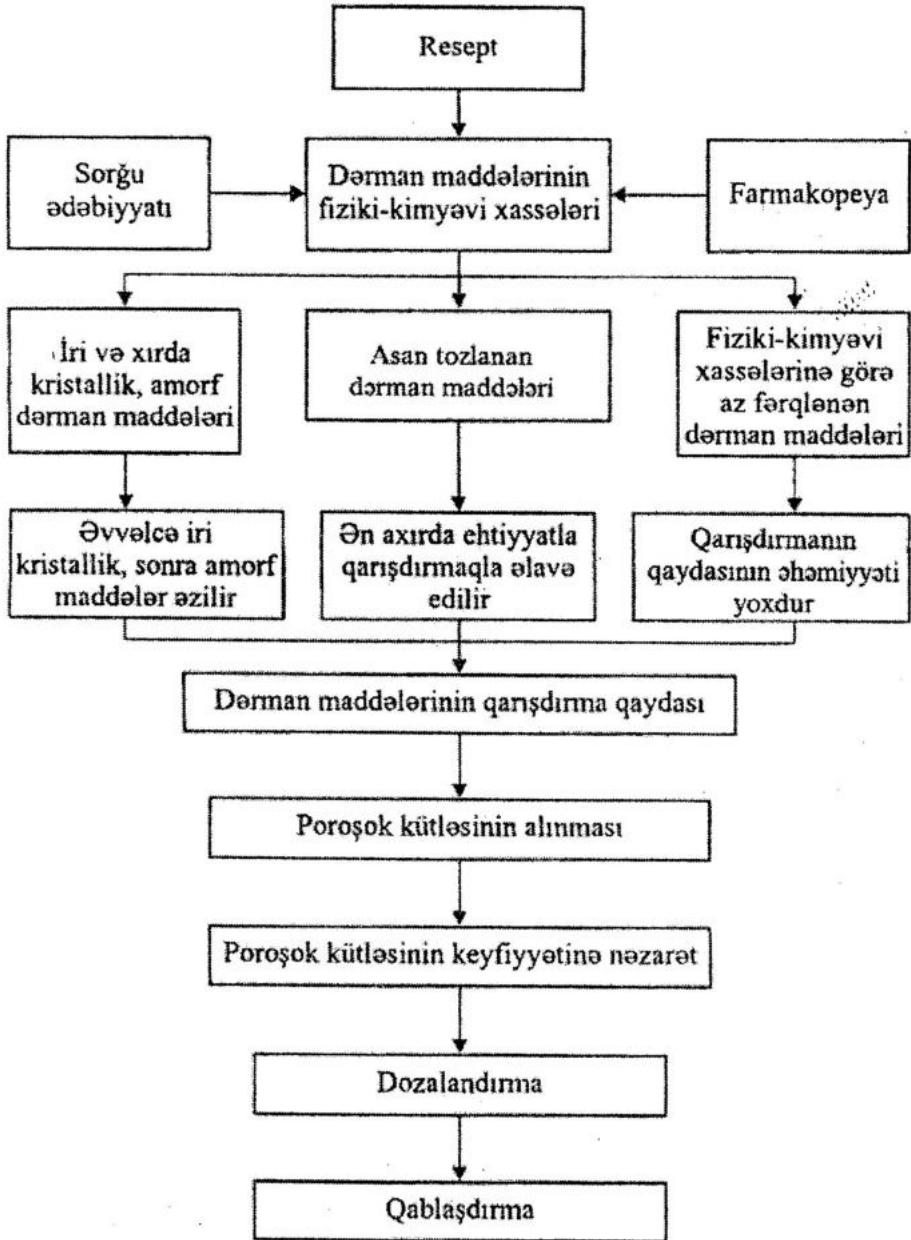 Resept
Sorğu
ədəbiyyatı
Dərman maddələrinin
fiziki-kimyəvi xassələri
Farmakopeya
İri və xırda
kristallik, amorf
dərman maddələri
Asan tozlanan
dərman maddələri
Fiziki-kimyəvi
xassələrinə görə
az fərqlənən
dərman maddələri
Əvvəlcə iri
kristallik, sonra amorf
maddələr əzilir
Ən axırda ehtiyyatla
qarışdırmaqla əlavə
edilir
Qarışdırmanın
qaydasının əhəmiyyəti
yoxdur
Dərman maddələrinin qarışdırma qaydası
Poroşok kütləsinin alınması
Poroşok kütləsinin keyfiyyətinə nəzarət
Dozalandırma
Qablaşdırma